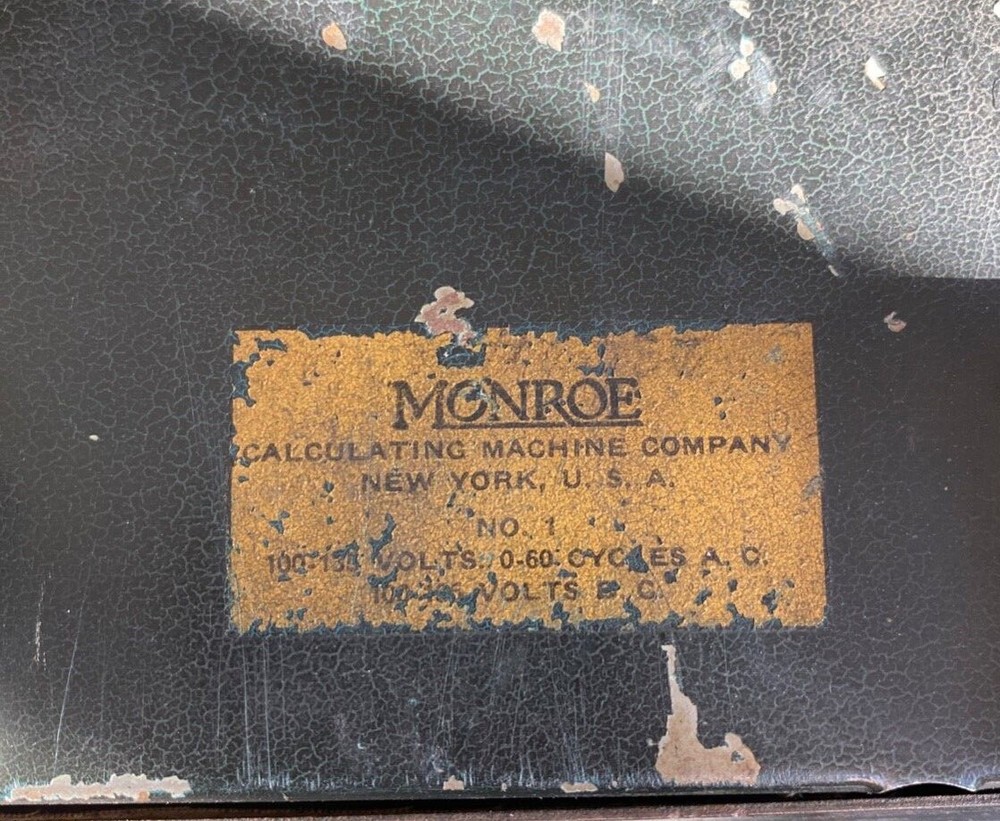 MONROE
CALCULATING MACHINE COMPANY
NEW YORK, U. S. A.
NO. 1
VOLTS 0-60 CYCLES A. C.
VOLTS D. C.